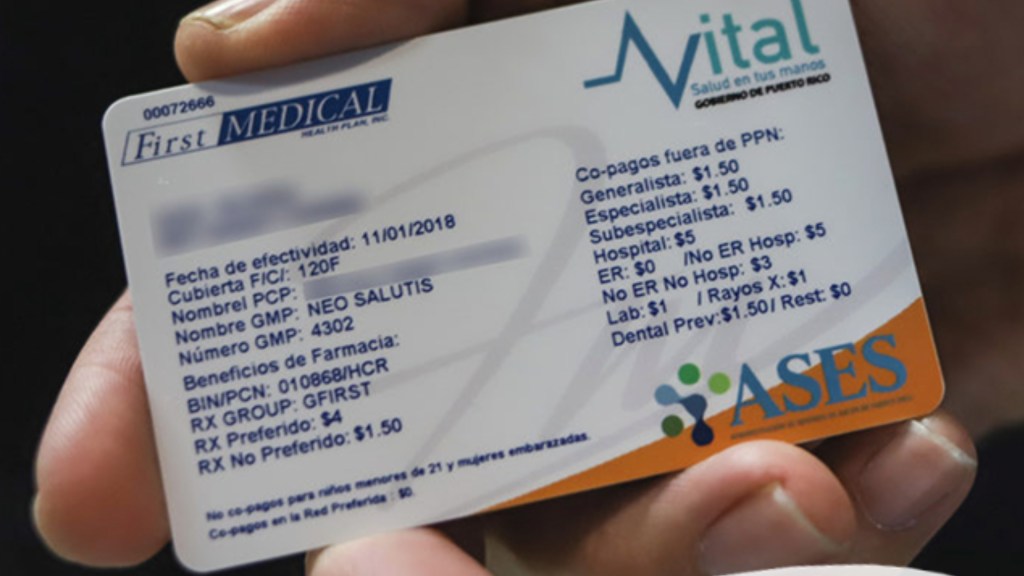 00072666
First MEDICAL
HEALTH PLAN, INC.
Vital
Salud en tus manos
GOBIERNO DE PUERTO RICO
Fecha de efectividad: 11/01/2018
Cubierta F/C/: 120F
Nombrel PCP:
Nombre GMP: NEO SALUTIS
Número GMP: 4302
Beneficios de Farmacia:
BIN/PCN: 010868/HCR
RX GROUP: GFIRST
RX Preferido: $4
RX No Preferido: $1.50
Co-pagos fuera de PPN:
Generalista: $1.50
Especialista: $1.50
Subespecialista: $1.50
Hospital: $5
ER: $0 /No ER Hosp: $5
No ER No Hosp: $3
Lab: $1 / Rayos X: $1
Dental Prev:$1.50/ Rest: $0
No co-pagos para niños menores de 21 y mujeres embarazadas.
Co-pagos en la Red Preferida : $0.
ASES